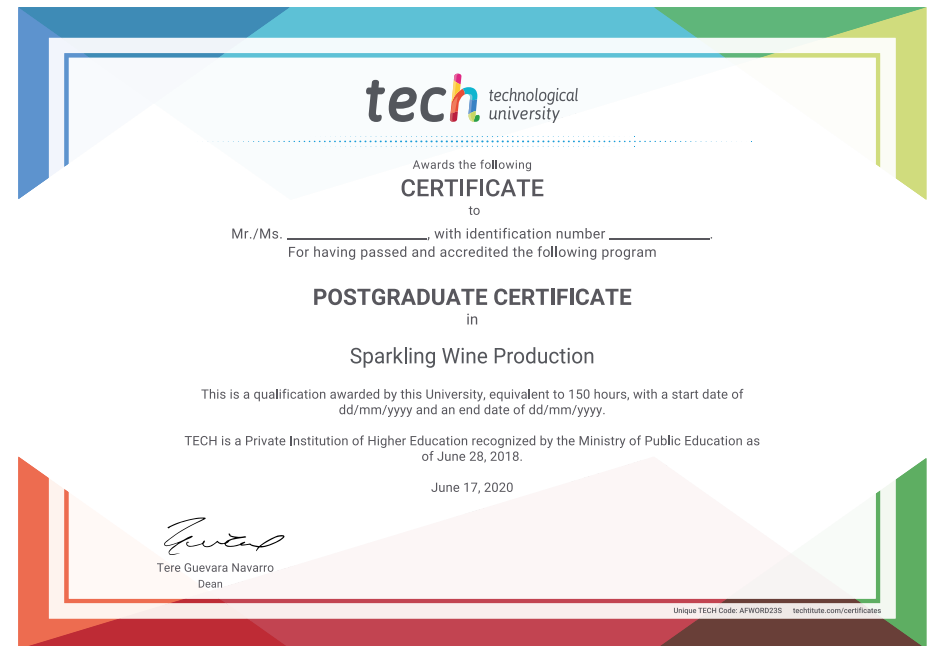 tech technological
university
Awards the following
CERTIFICATE
to
Mr./Ms. ____________________, with identification number ______________.
For having passed and accredited the following program
POSTGRADUATE CERTIFICATE
in
Sparkling Wine Production
This is a qualification awarded by this University, equivalent to 150 hours, with a start date of
dd/mm/yyyy and an end date of dd/mm/yyyy.
TECH is a Private Institution of Higher Education recognized by the Ministry of Public Education as
of June 28, 2018.
June 17, 2020
Tere Guevara Navarro
Dean
Unique TECH Code: AFWORD23S techtitute.com/certificates